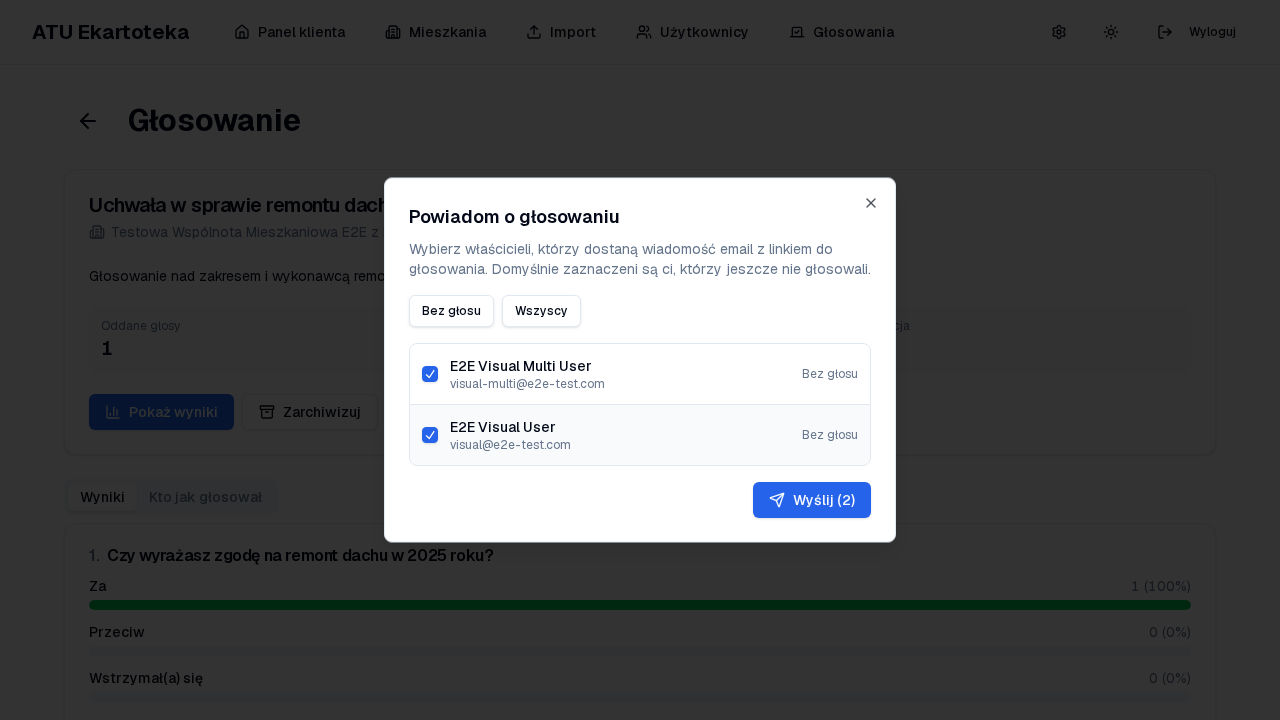 ATU Ekartoteka
Panel klienta
Mieszkania
Import
Użytkownicy
Głosowania
Wyloguj
Głosowanie
Uchwała w sprawie remontu dach
Testowa Wspólnota Mieszkaniowa E2E z
Głosowanie nad zakresem i wykonawcą remo
Oddane głosy
cja
1
Pokaż wyniki
Zarchiwizuj
Powiadom o głosowaniu
Wybierz właścicieli, którzy dostaną wiadomość email z linkiem do
głosowania. Domyślnie zaznaczeni są ci, którzy jeszcze nie głosowali.
Bez głosu
Wszyscy
E2E Visual Multi User
visual-multi@e2e-test.com
Bez głosu
E2E Visual User
visual@e2e-test.com
Bez głosu
Wyślij (2)
Wyniki
Kto jak głosował
1. Czy wyrażasz zgodę na remont dachu w 2025 roku?
Za
1 (100%)
Przeciw
0 (0%)
Wstrzymał(a) się
0 (0%)